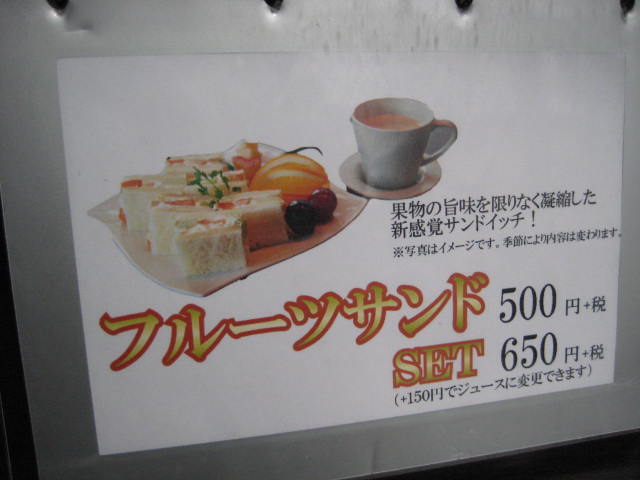 果物の旨味を限りなく凝縮した
新感覚サンドイッチ！
※写真はイメージです。季節により内容は変わります。
フルーツサンド 500円+税
SET 650円+税
(+150円でジュースに変更できます)